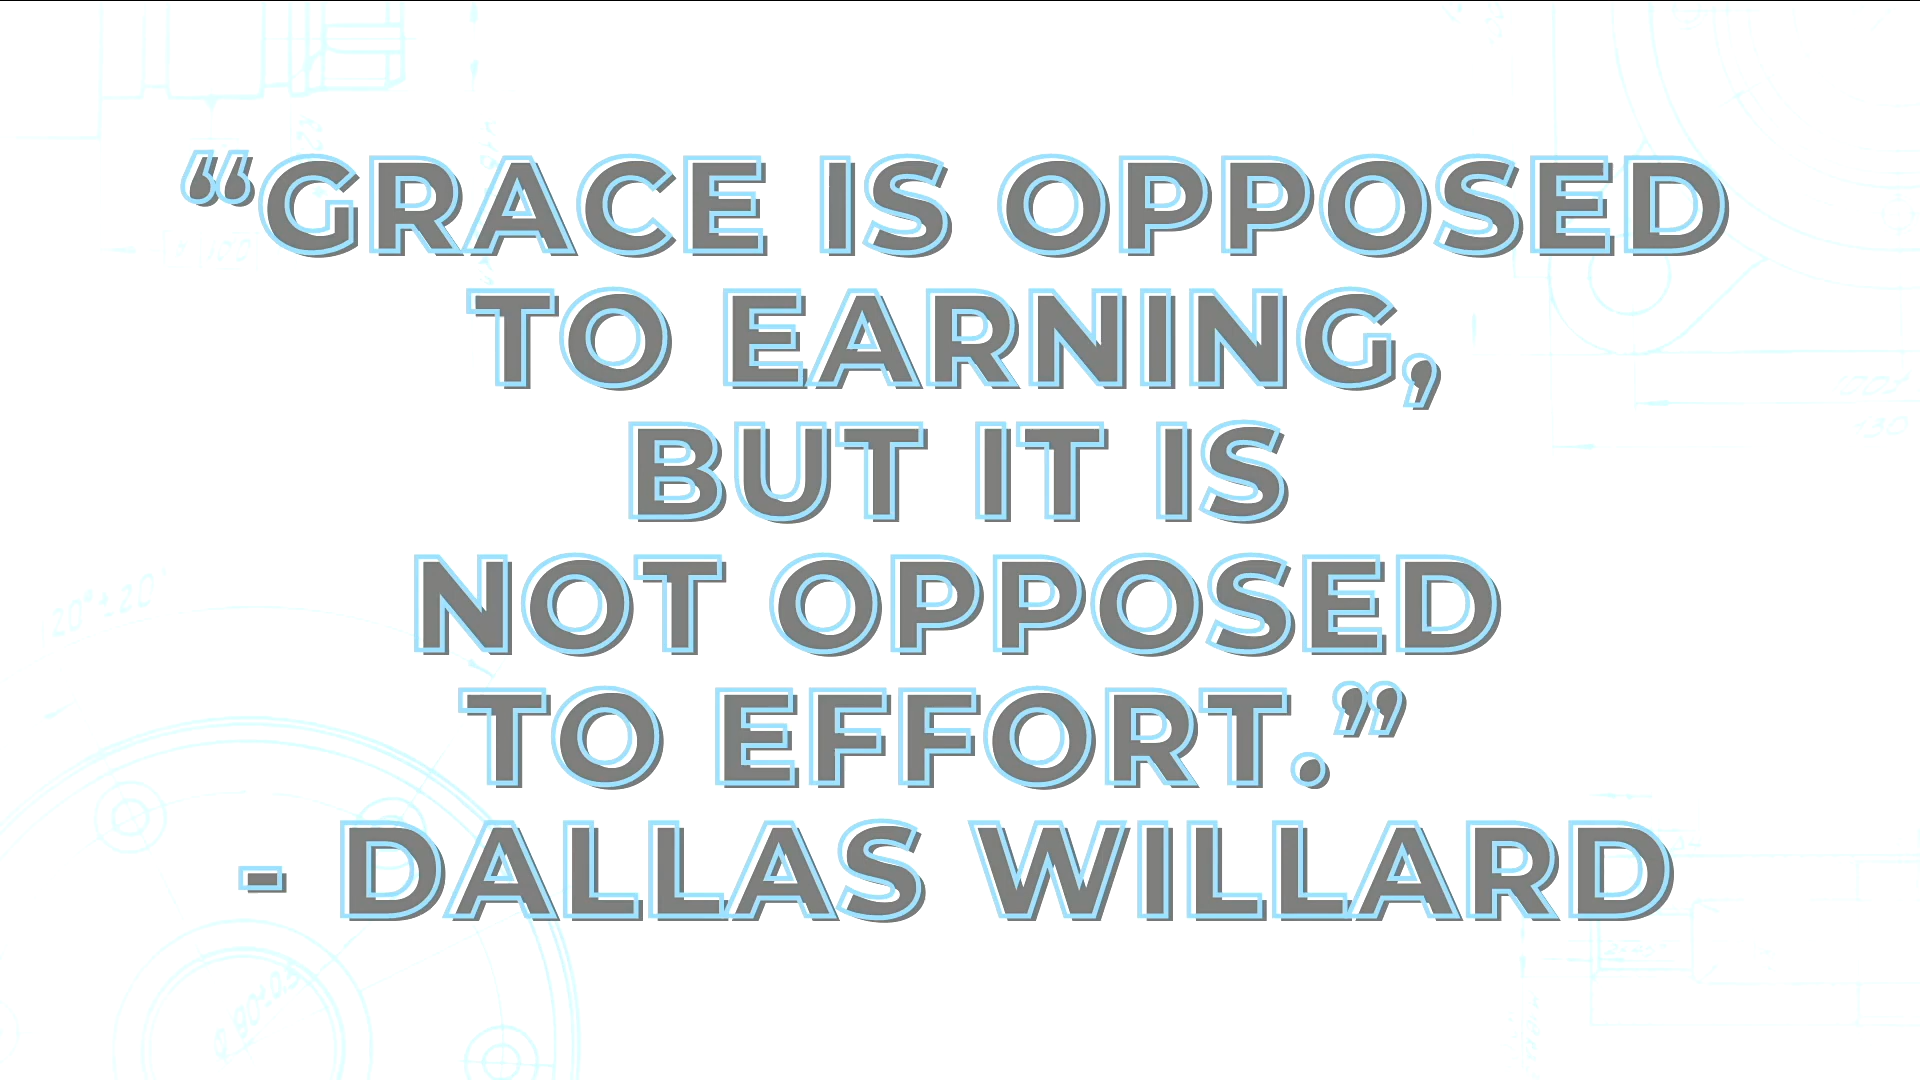 “GRACE IS OPPOSED
TO EARNING,
BUT IT IS
NOT OPPOSED
TO EFFORT.”
- DALLAS WILLARD